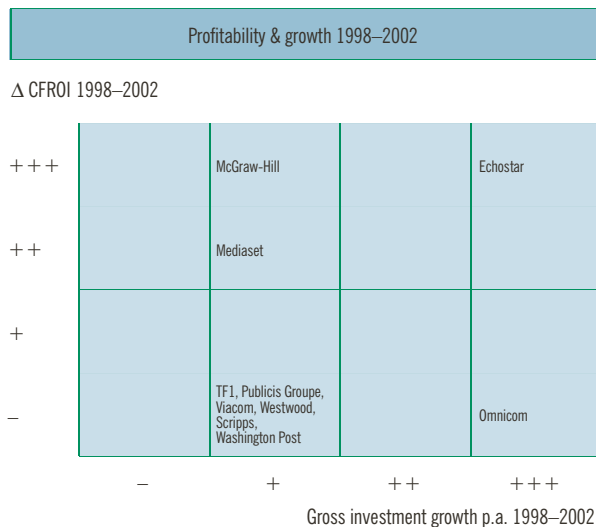 Profitability & growth 1998–2002
Δ CFROI 1998–2002
+++
McGraw-Hill
Echostar
++
Mediaset
+
–
TF1, Publicis Groupe,
Viacom, Westwood,
Scripps,
Washington Post
Omnicom
– + ++ +++
Gross investment growth p.a. 1998–2002